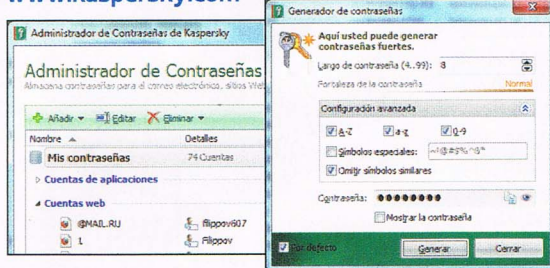 www.kaspersky.com
Administrador de Contraseñas de Kaspersky
Administrador de Contraseñas
Almacena contraseñas para el correo electrónico, sitios Web
Añadir
Editar
Eliminar
Nombre
Detalles
Mis contraseñas
74 Cuentas
Cuentas de aplicaciones
Cuentas web
@MAIL.RU
filippov607
1
Filippov
Generador de contraseñas
Aquí usted puede generar
contraseñas fuertes.
Largo de contraseña (4..99): 8
Fortaleza de la contraseña
Normal
Configuración avanzada
A-Z
a-z
0-9
Símbolos especiales:
Omitir símbolos similares
Contraseña:
Mostrar la contraseña
Por defecto
Generar
Cerrar